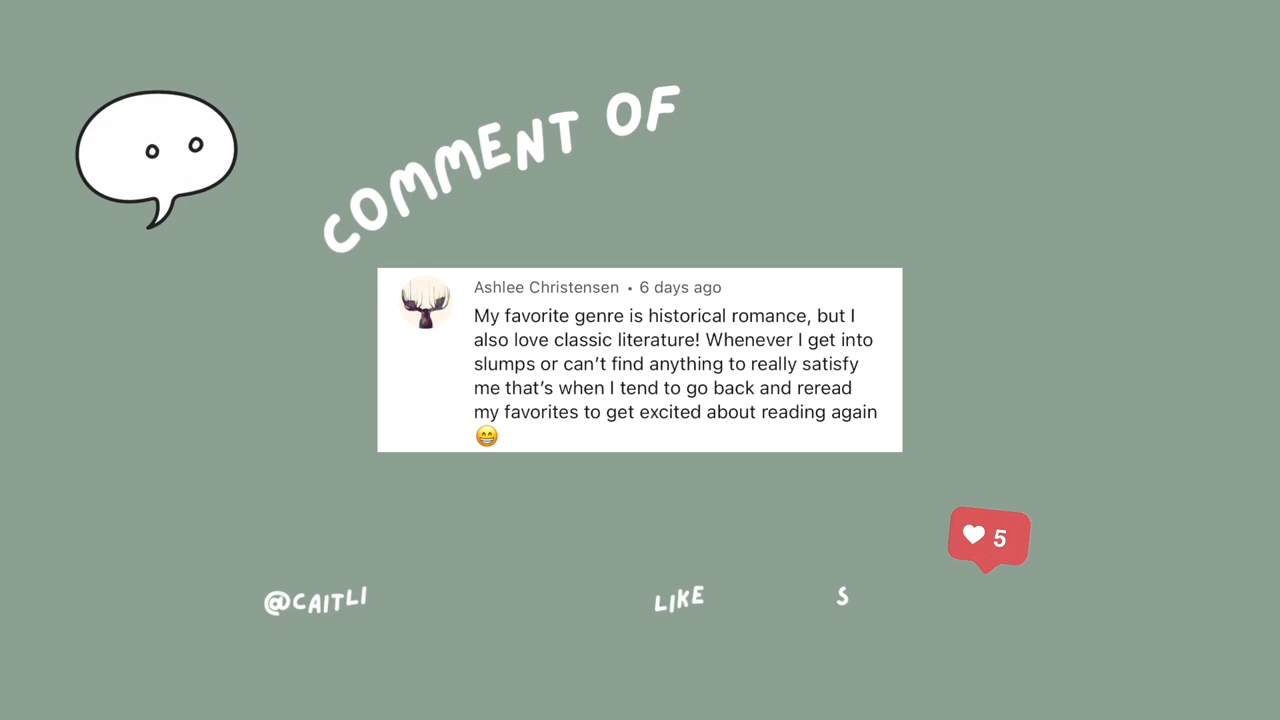 COMMENT OF
Ashlee Christensen • 6 days ago
My favorite genre is historical romance, but I
also love classic literature! Whenever I get into
slumps or can’t find anything to really satisfy
me that’s when I tend to go back and reread
my favorites to get excited about reading again
😁
5
@CAITLI
LIKE
S